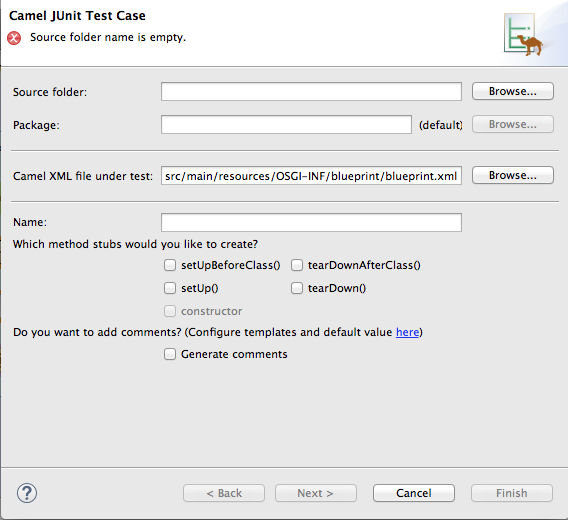 Camel JUnit Test Case
Source folder name is empty.
Source folder: Browse...
Package: (default) Browse...
Camel XML file under test: src/main/resources/OSGI-INF/blueprint/blueprint.xml Browse...
Name:
Which method stubs would you like to create?
setUpBeforeClass() tearDownAfterClass()
setUp() tearDown()
constructor
Do you want to add comments? (Configure templates and default value here)
Generate comments
? < Back Next > Cancel Finish